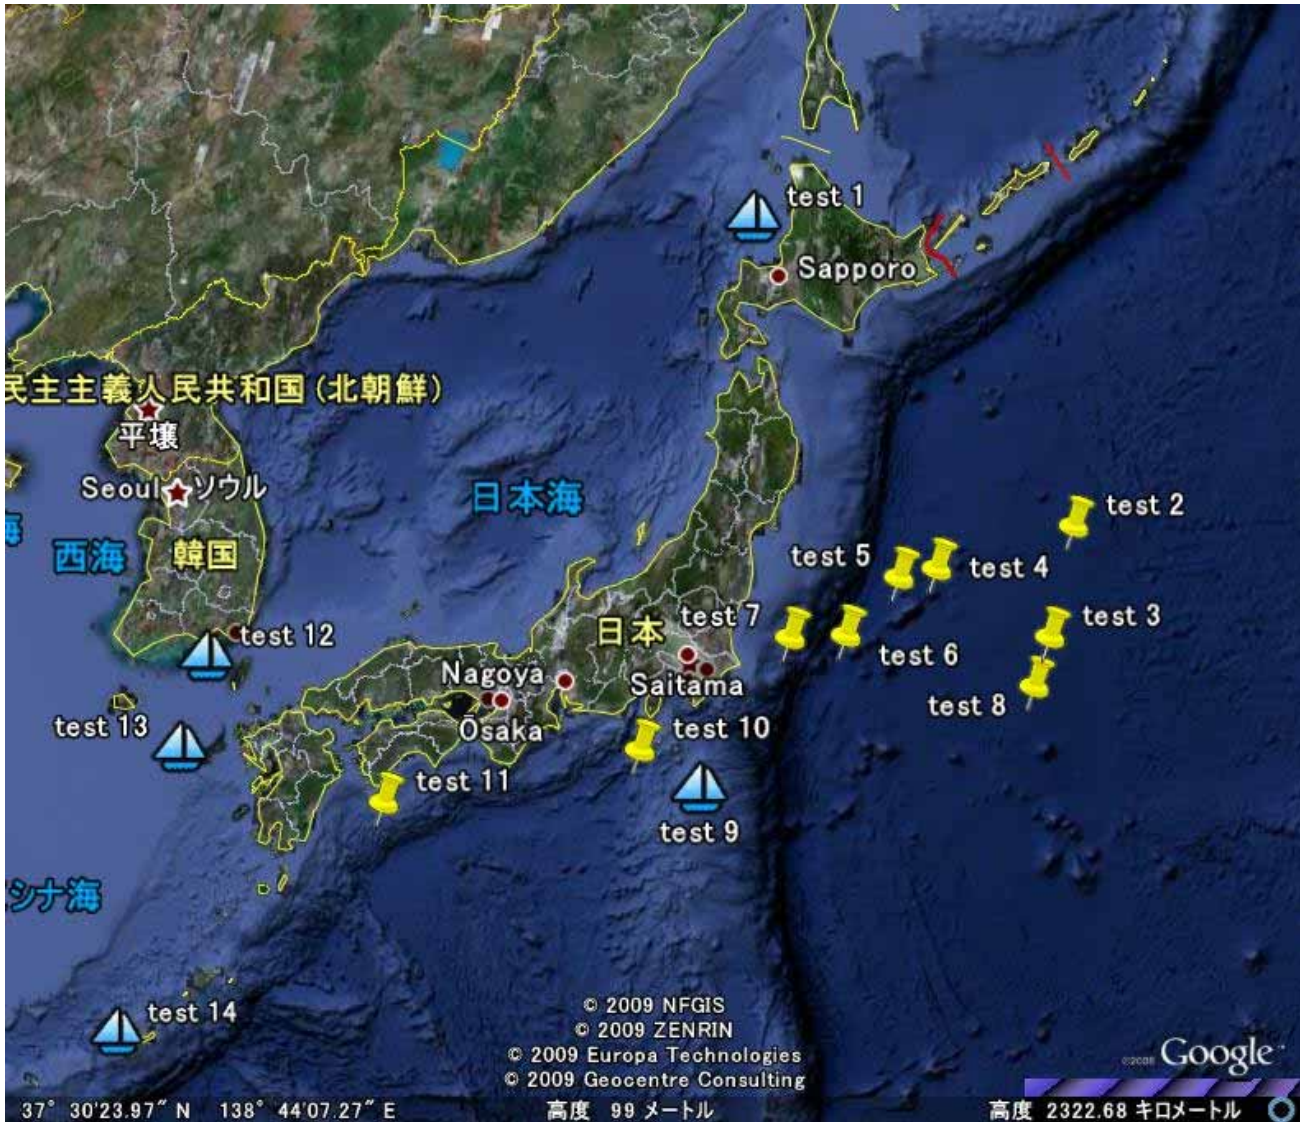 test 1
Sapporo
民主主義人民共和国 (北朝鮮)
平壌
Seoul ソウル
日本海
test 2
西海
韓国
test 5
test 4
test 12
日本
test 7
test 3
test 6
Nagoya
Saitama
test 8
test 13
Ōsaka
test 10
test 11
test 9
シナ海
test 14
© 2009 NFGIS
© 2009 ZENRIN
© 2009 Europa Technologies
© 2009 Geocentre Consulting
Google
37° 30'23.97" N 138° 44'07.27" E 高度 99 メートル 高度 2322.68 キロメートル